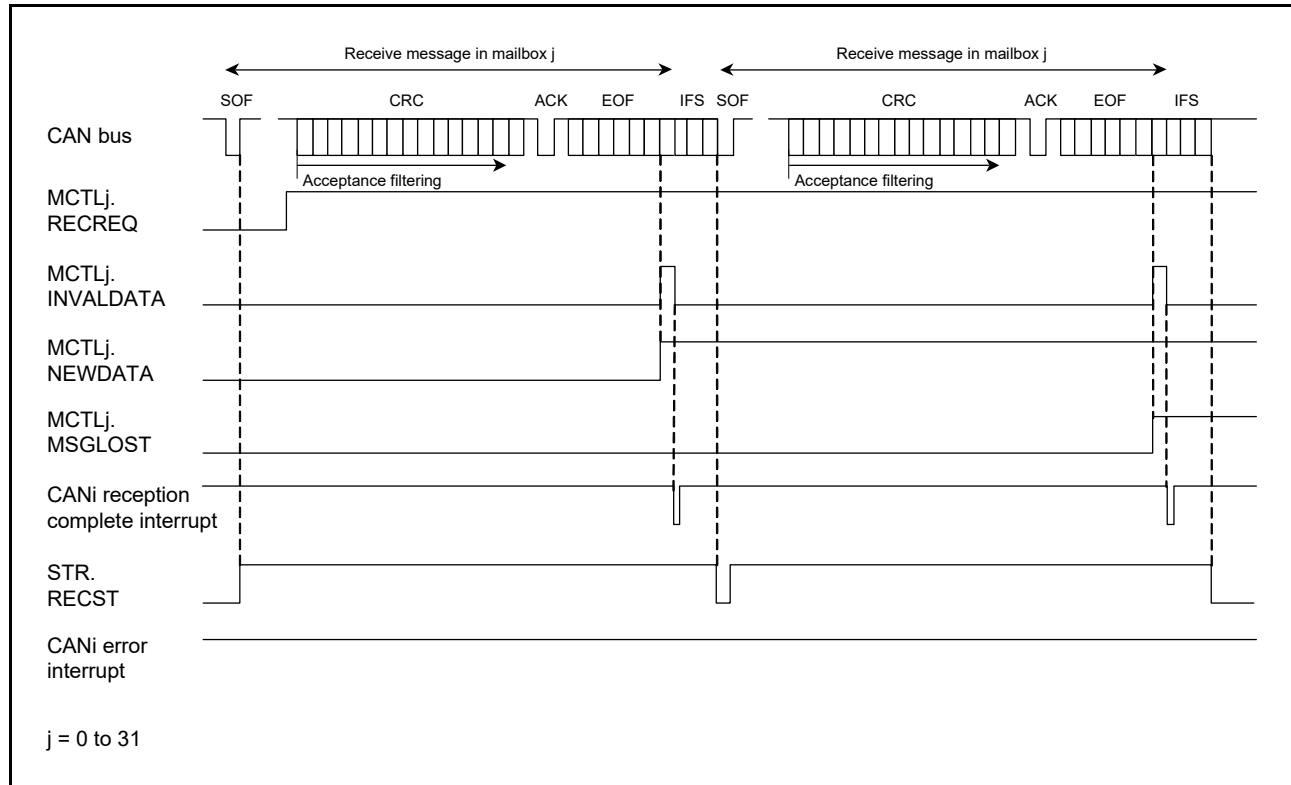 Receive message in mailbox j Receive message in mailbox j
SOF CRC ACK EOF IFS SOF CRC ACK EOF IFS
CAN bus
Acceptance filtering Acceptance filtering
MCTLj.
RECREQ
MCTLj.
INVALDATA
MCTLj.
NEWDATA
MCTLj.
MSGLOST
CANi reception
complete interrupt
STR.
RECST
CANi error
interrupt
j = 0 to 31